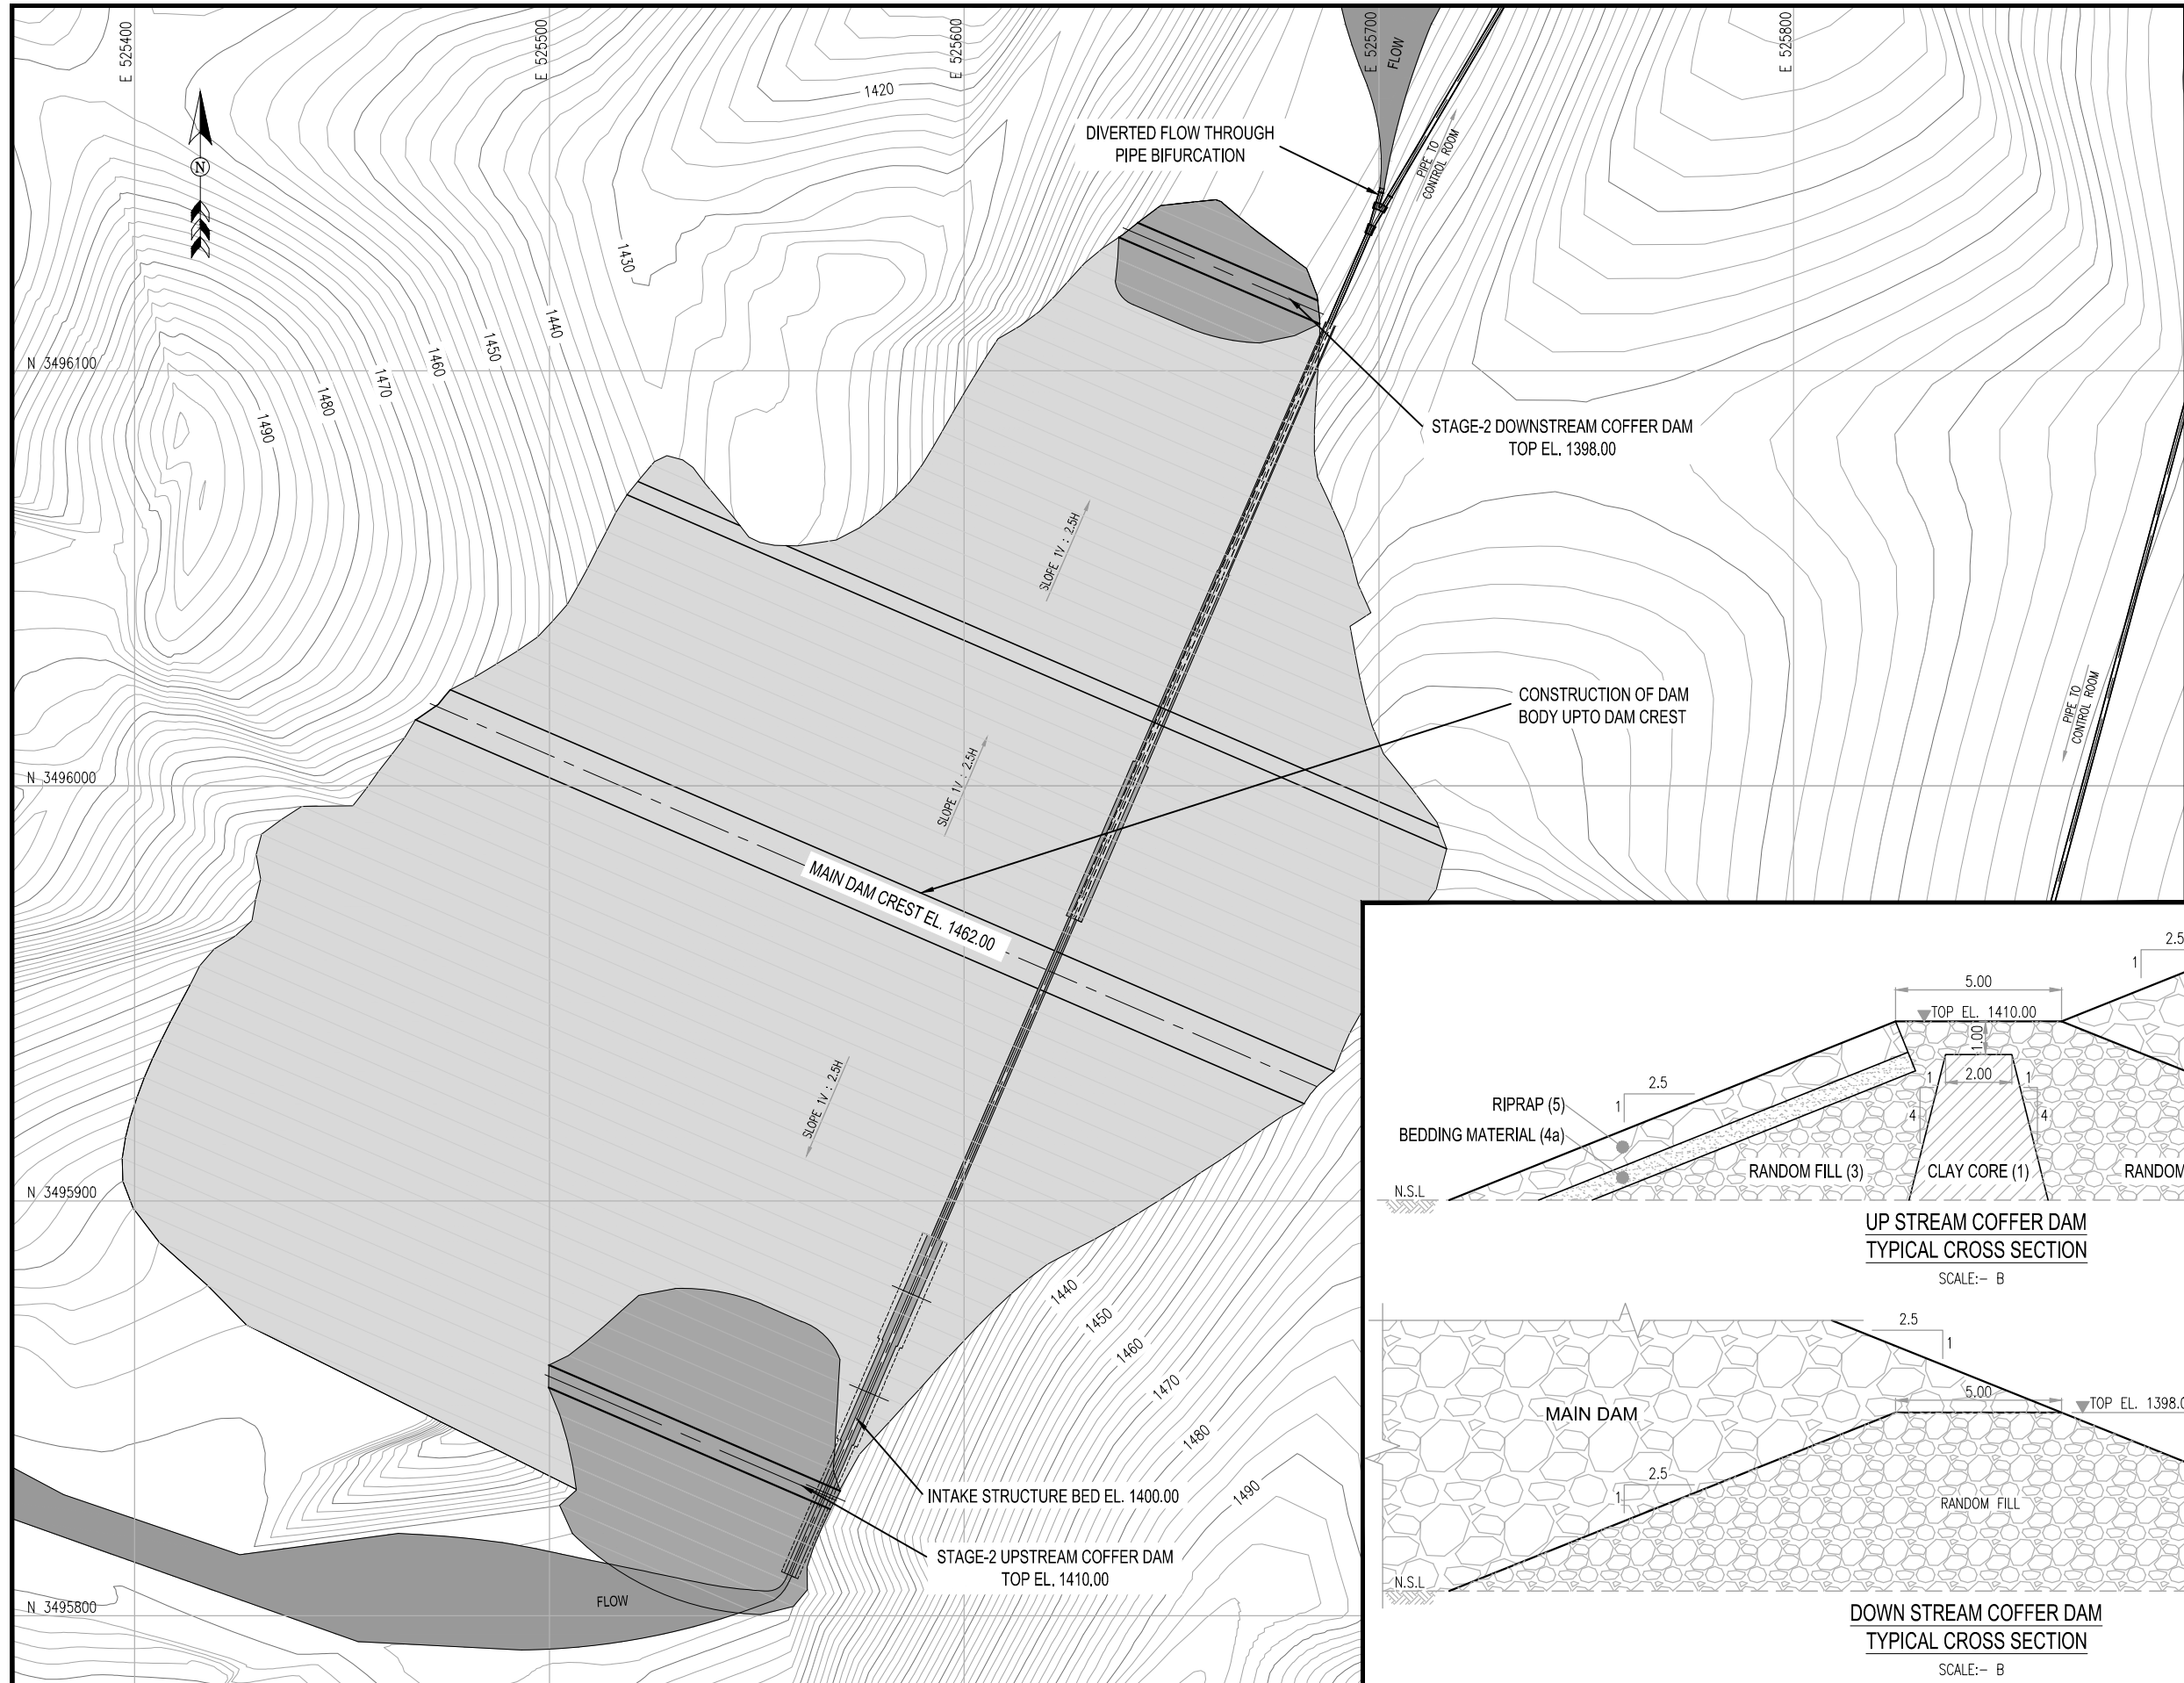 E 525400
E 525500
E 525600
E 525700
E 525800
FLOW
1420
N
DIVERTED FLOW THROUGH
PIPE BIFURCATION
PIPE TO
CONTROL ROOM
1430
1440
1450
1460
1470
1480
1490
N 3496100
STAGE-2 DOWNSTREAM COFFER DAM
TOP EL. 1398.00
SLOPE 1V : 2.5H
CONSTRUCTION OF DAM
BODY UPTO DAM CREST
PIPE TO
CONTROL ROOM
N 3496000
SLOPE 1V : 2.5H
MAIN DAM CREST EL. 1462.00
SLOPE 1V : 2.5H
N 3495900
1440
1450
1460
1470
1480
1490
INTAKE STRUCTURE BED EL. 1400.00
STAGE-2 UPSTREAM COFFER DAM
TOP EL. 1410.00
FLOW
N 3495800
2.5
1
5.00
TOP EL. 1410.00
1.00
2.00
2.5
1
1
4
1
4
RIPRAP (5)
BEDDING MATERIAL (4a)
RANDOM FILL (3)
CLAY CORE (1)
RANDOM
N.S.L
UP STREAM COFFER DAM
TYPICAL CROSS SECTION
SCALE:- B
2.5
1
5.00
TOP EL. 1398.0
MAIN DAM
2.5
1
RANDOM FILL
N.S.L
DOWN STREAM COFFER DAM
TYPICAL CROSS SECTION
SCALE:- B